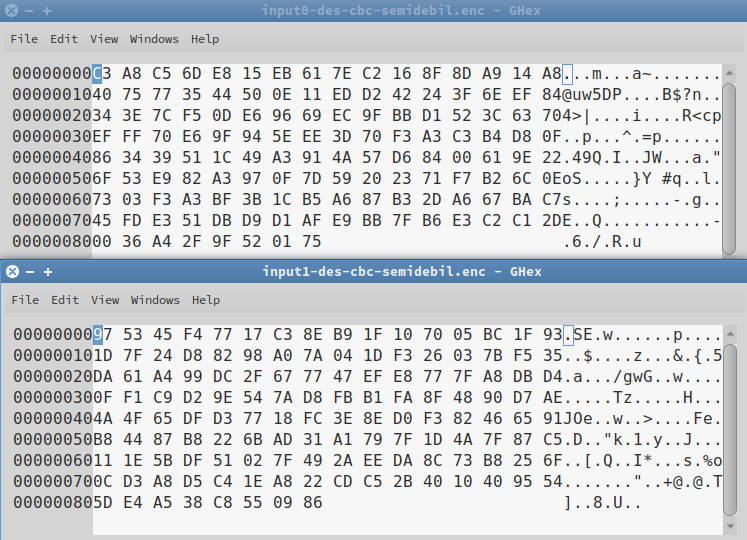 input0-des-cbc-semidebil.enc - GHex
File Edit View Windows Help
00000000C3 A8 C5 6D E8 15 EB 61 7E C2 16 8F 8D A9 14 A8...m...a~.......
0000001040 75 77 35 44 50 0E 11 ED D2 42 24 3F 6E EF 84@uw5DP....B$?n..
0000002034 3E 7C F5 0D E6 96 69 EC 9F BB D1 52 3C 63 704>|....i....R<cp
00000030EF FF 70 E6 9F 94 5E EE 3D 70 F3 A3 C3 B4 D8 0F..p...^.=p......
0000004086 34 39 51 1C 49 A3 91 4A 57 D6 84 00 61 9E 22.49Q.I..JW...a."
000000506F 53 E9 82 A3 97 0F 7D 59 20 23 71 F7 B2 6C 0EoS.....}Y #q..l.
0000006073 03 F3 A3 BF 3B 1C B5 A6 87 B3 2D A6 67 BA C7s....;.....-.g..
0000007045 FD E3 51 DB D9 D1 AF E9 BB 7F B6 E3 C2 C1 2DE..Q...........-
0000008000 36 A4 2F 9F 52 01 75 .6./.R.u
input1-des-cbc-semidebil.enc - GHex
File Edit View Windows Help
0000000097 53 45 F4 77 17 C3 8E B9 1F 10 70 05 BC 1F 93.SE.w......p....
000000101D 7F 24 D8 82 98 A0 7A 04 1D F3 26 03 7B F5 35..$....z...&.{.5
00000020DA 61 A4 99 DC 2F 67 77 47 EF E8 77 7F A8 DB D4.a.../gwG..w....
000000300F F1 C9 D2 9E 54 7A D8 FB B1 FA 8F 48 90 D7 AE.....Tz.....H...
000000404A 4F 65 DF D3 77 18 FC 3E 8E D0 F3 82 46 65 91JOe..w..>....Fe.
00000050B8 44 87 B8 22 6B AD 31 A1 79 7F 1D 4A 7F 87 C5.D.."k.1.y..J...
0000006011 1E 5B DF 51 02 7F 49 2A EE DA 8C 73 B8 25 6F..[.Q..I*...s.%o
000000700C D3 A8 D5 C4 1E A8 22 CD C5 2B 40 10 40 95 54......."..+@.@.T
000000805D E4 A5 38 C8 55 09 86 ]..8.U..